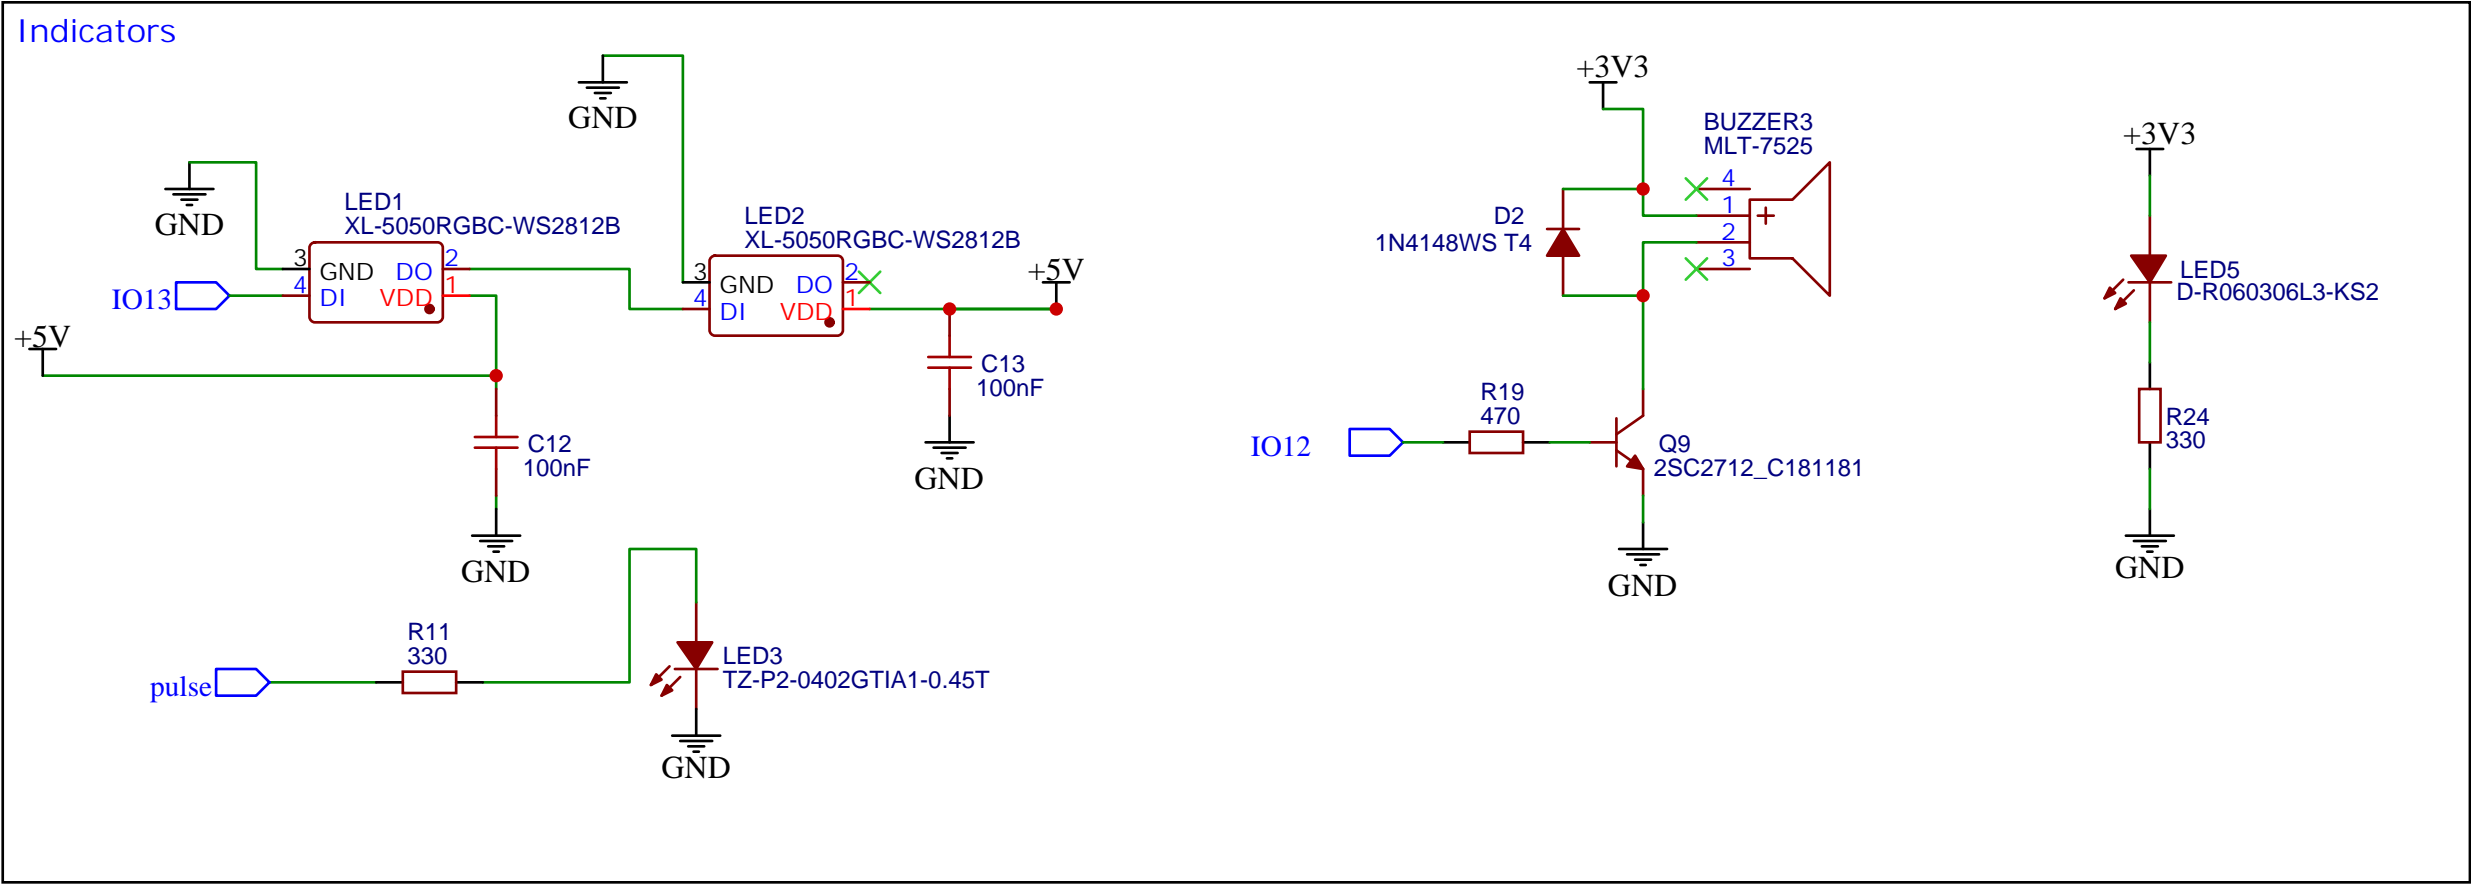 Indicators
GND
GND
LED1
XL-5050RGBC-WS2812B
3 GND DO 2
4 DI VDD 1
IO13
+5V
C12
100nF
GND
LED2
XL-5050RGBC-WS2812B
3 GND DO 2
4 DI VDD 1
+5V
C13
100nF
GND
pulse
R11
330
LED3
TZ-P2-0402GTIA1-0.45T
GND
+3V3
BUZZER3
MLT-7525
4
1
+
2
3
D2
1N4148WS T4
IO12
R19
470
Q9
2SC2712_C181181
GND
+3V3
LED5
D-R060306L3-KS2
R24
330
GND